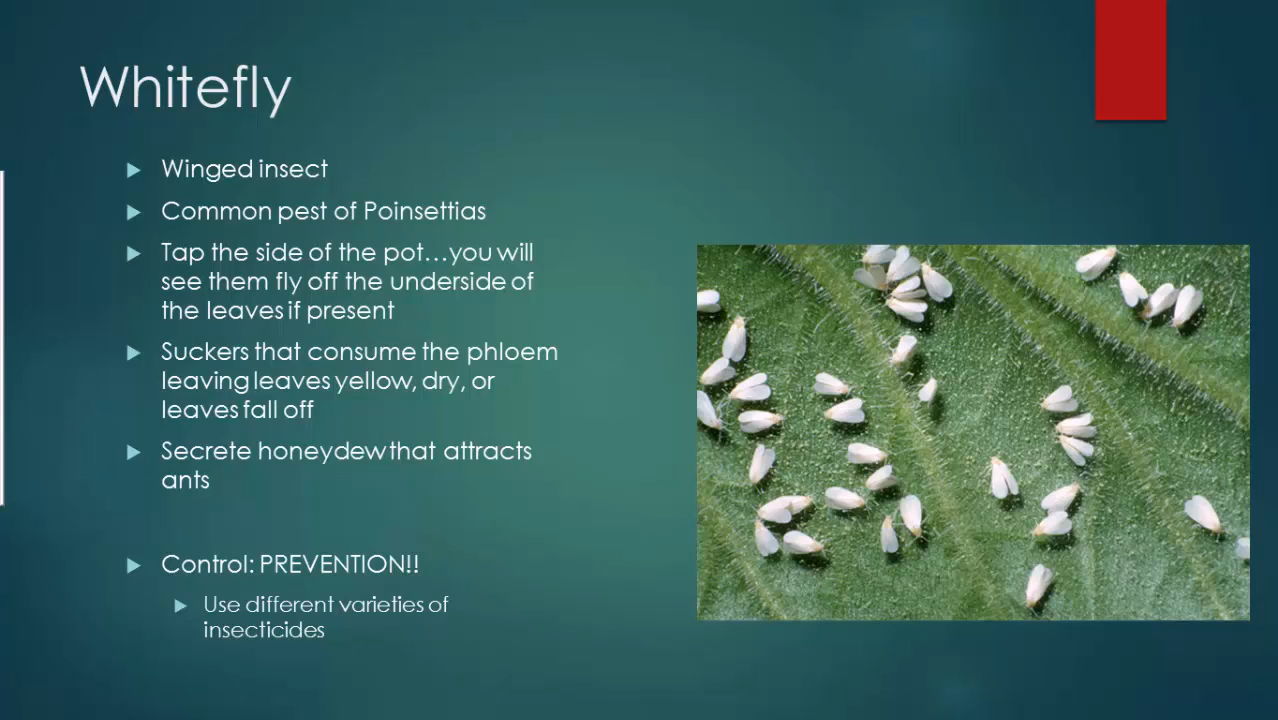 Whitefly
Winged insect
Common pest of Poinsettias
Tap the side of the pot...you will
see them fly off the underside of
the leaves if present
Suckers that consume the phloem
leaving leaves yellow, dry, or
leaves fall off
Secrete honeydew that attracts
ants
Control: PREVENTION!!
Use different varieties of
insecticides